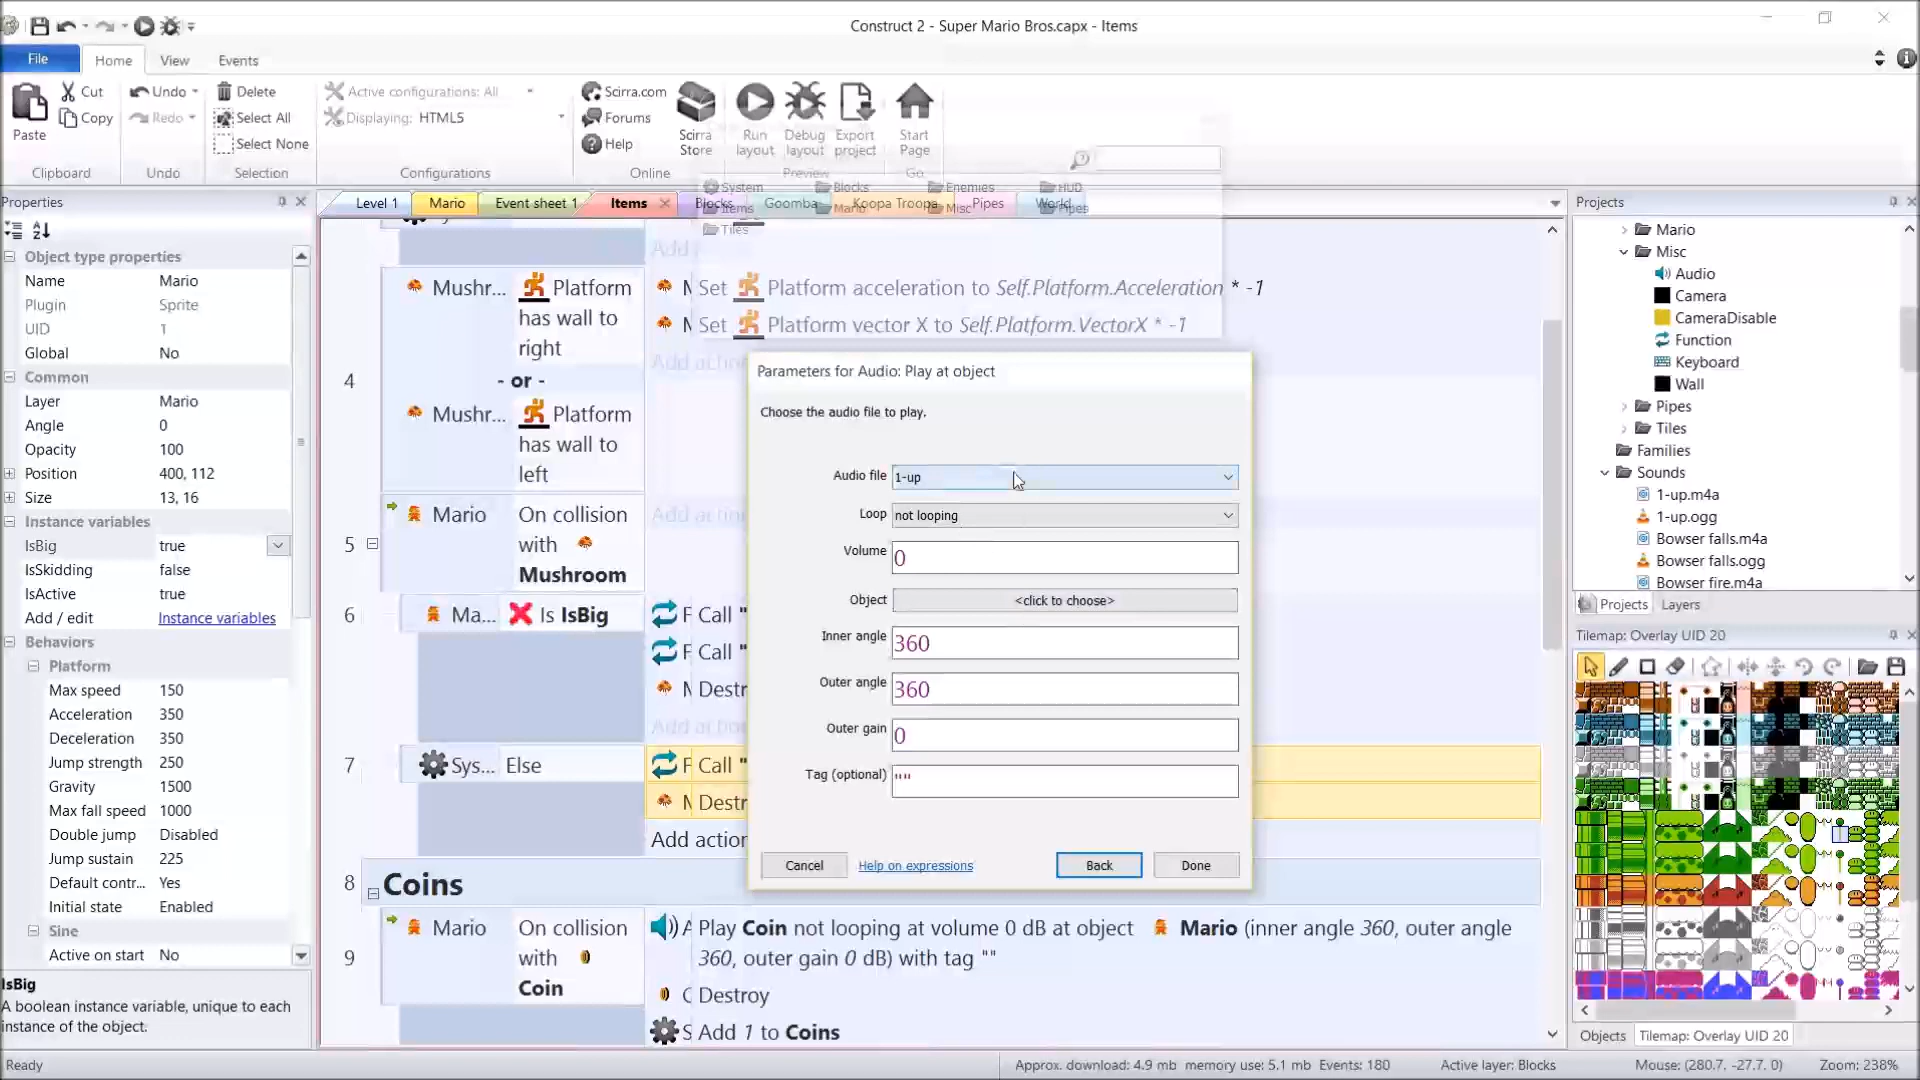 Construct 2 - Super Mario Bros.capx - Items
File Home View Events
Cut Undo Delete Active configurations: All Scirra.com
Copy Redo Select All Displaying: HTML5 Forums
Paste Select None Help Scirra Store Run layout Debug layout Export project Start Page
Clipboard Undo Selection Configurations Online Preview Go
System Blocks Enemies HUD
Items Mario Misc Pipes
Tiles
Properties
Level 1 Mario Event sheet 1 Items Blocks Goomba Koopa Troopa Pipes World
Object type properties
Name Mario
Plugin Sprite
UID 1
Global No
Common
Layer Mario
Angle 0
Opacity 100
Position 400, 112
Size 13, 16
Instance variables
IsBig true
IsSkidding false
IsActive true
Add / edit Instance variables
Behaviors
Platform
Max speed 150
Acceleration 350
Deceleration 350
Jump strength 250
Gravity 1500
Max fall speed 1000
Double jump Disabled
Jump sustain 225
Default contr... Yes
Initial state Enabled
Sine
Active on start No
IsBig
A boolean instance variable, unique to each
instance of the object.
Add
4
Mushr... Platform
has wall to
right
- or -
Mushr... Platform
has wall to
left
M Set Platform acceleration to Self.Platform.Acceleration * -1
M Set Platform vector X to Self.Platform.VectorX * -1
Add action
5
Mario On collision
with
Mushroom
Add action
6
Ma... Is IsBig
F Call "
F Call "
M Destr
Add action
7
Sys... Else
F Call "
M Destr
Add action
8 Coins
9
Mario On collision
with
Coin
A Play Coin not looping at volume 0 dB at object Mario (inner angle 360, outer angle
360, outer gain 0 dB) with tag ""
C Destroy
S Add 1 to Coins
Parameters for Audio: Play at object
Choose the audio file to play.
Audio file 1-up
Loop not looping
Volume 0
Object <click to choose>
Inner angle 360
Outer angle 360
Outer gain 0
Tag (optional) ""
Cancel Help on expressions Back Done
Projects
Mario
Misc
Audio
Camera
CameraDisable
Function
Keyboard
Wall
Pipes
Tiles
Families
Sounds
1-up.m4a
1-up.ogg
Bowser falls.m4a
Bowser falls.ogg
Bowser fire.m4a
Projects Layers
Tilemap: Overlay UID 20
Objects Tilemap: Overlay UID 20
Ready Approx. download: 4.9 mb memory use: 5.1 mb Events: 180 Active layer: Blocks Mouse: (280.7, -27.7, 0) Zoom: 238%